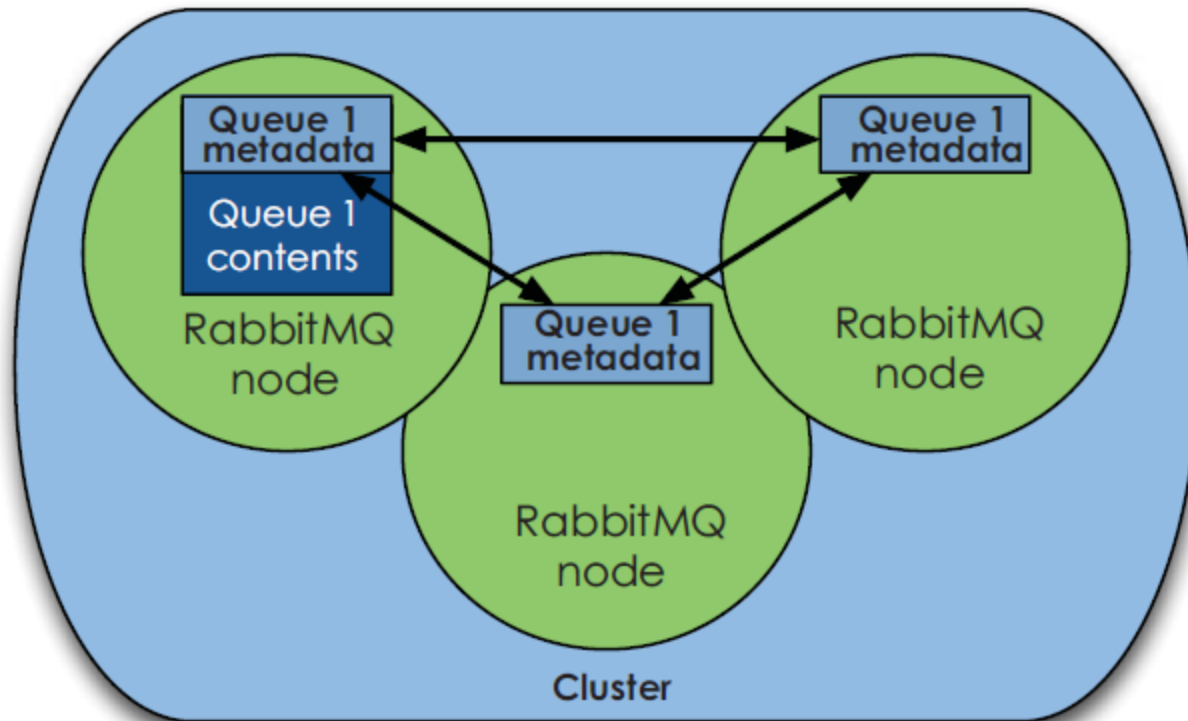 Queue 1
metadata
Queue 1
contents
RabbitMQ
node
Queue 1
metadata
RabbitMQ
node
Queue 1
metadata
RabbitMQ
node
Cluster